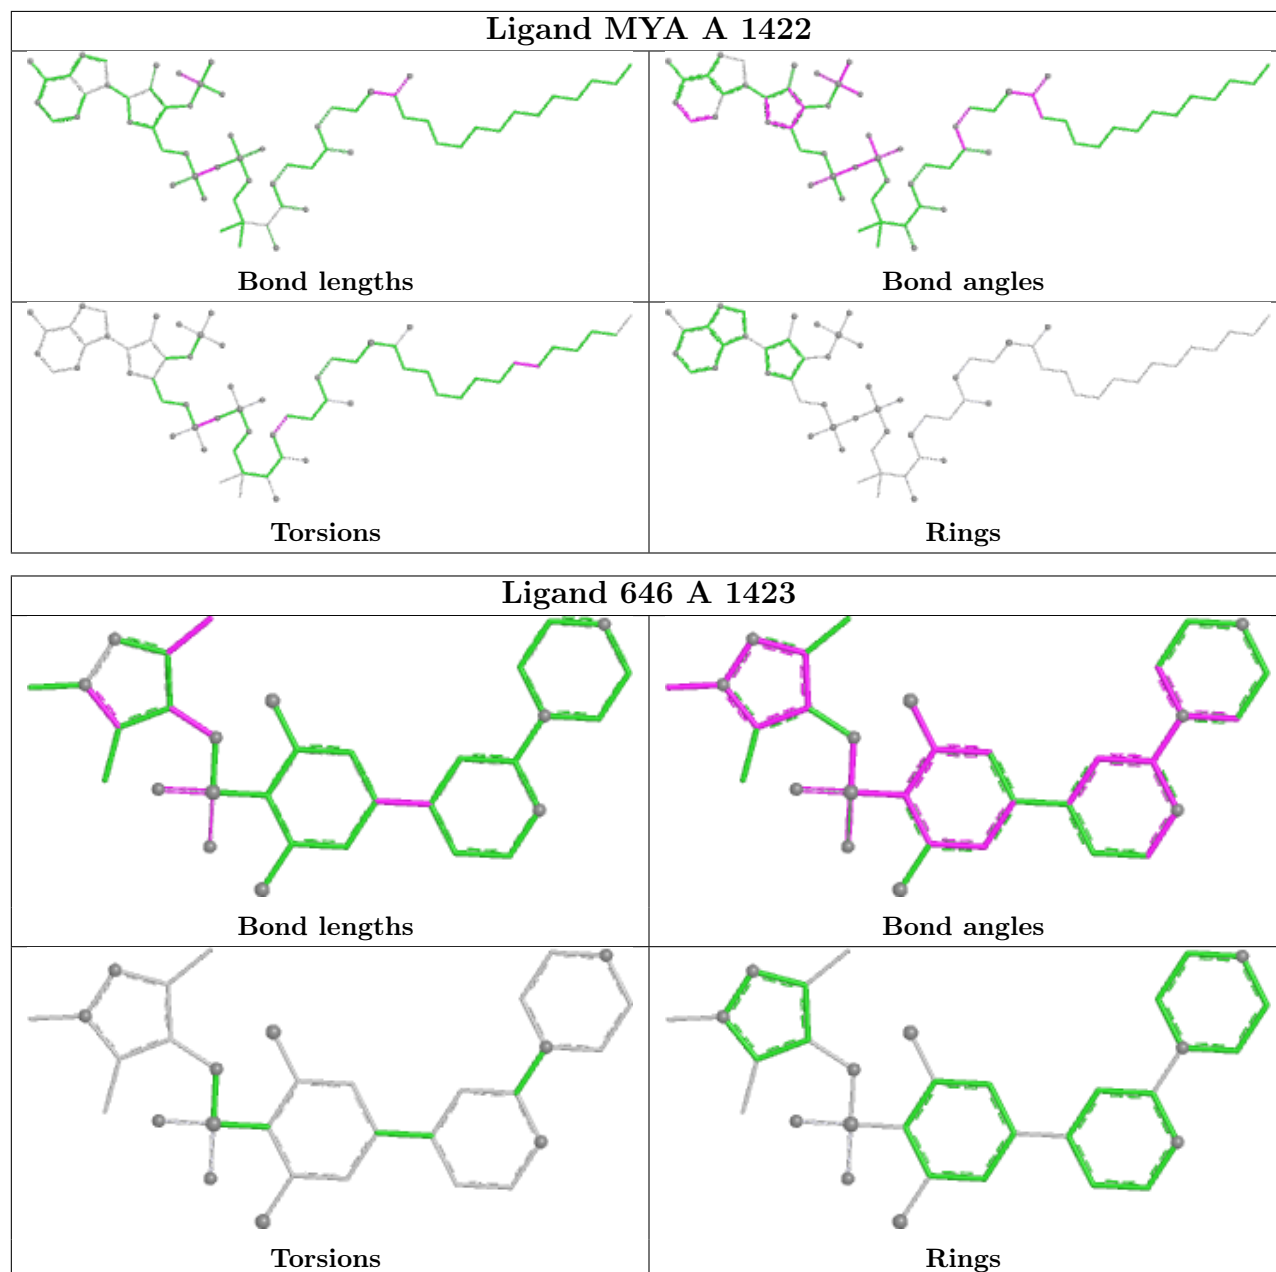 Ligand MYA A 1422
Bond lengths
Bond angles
Torsions
Rings
Ligand 646 A 1423
Bond lengths
Bond angles
Torsions
Rings